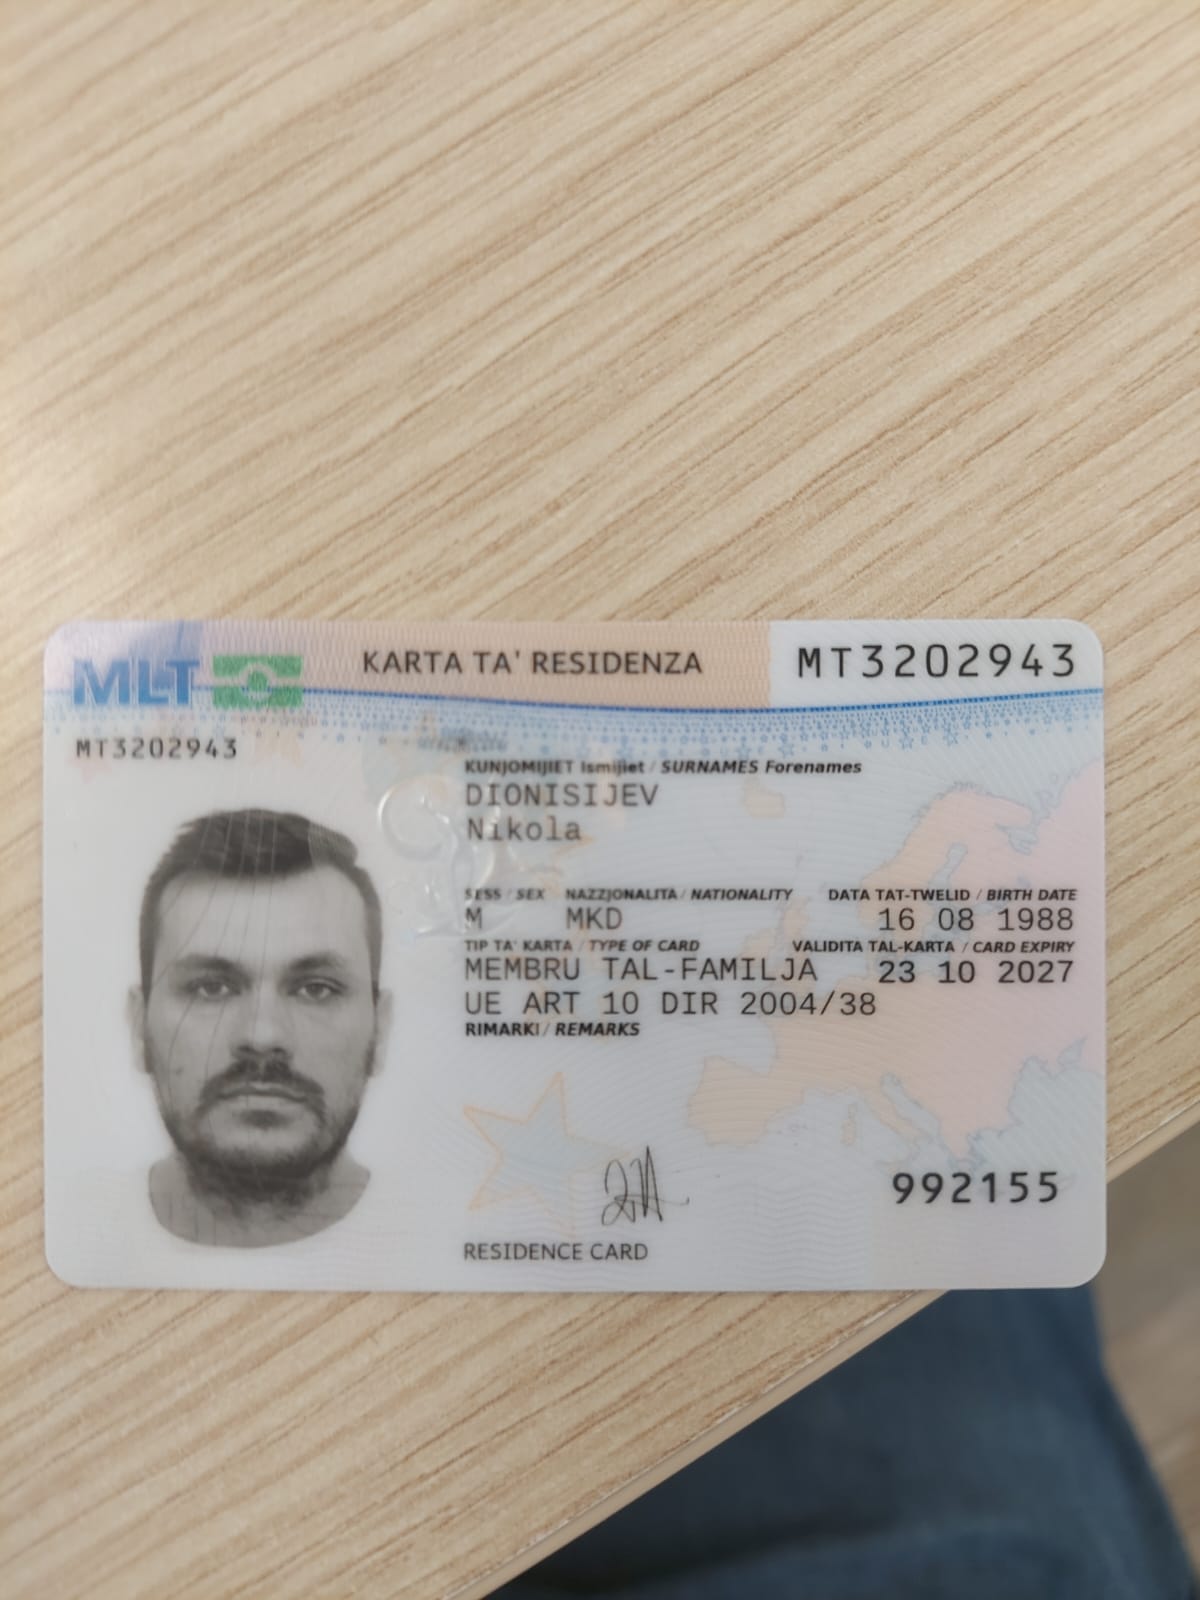 MLT
KARTA TA' RESIDENZA
MT3202943
MT3202943
KUNJOMIJIET Ismijiet / SURNAMES Forenames
DIONISIJEV
Nikola
SESS / SEX NAZZJONALITA / NATIONALITY DATA TAT-TWELID / BIRTH DATE
M MKD 16 08 1988
TIP TA' KARTA / TYPE OF CARD VALIDITA TAL-KARTA / CARD EXPIRY
MEMBRU TAL-FAMILJA 23 10 2027
UE ART 10 DIR 2004/38
RIMARKI / REMARKS
992155
RESIDENCE CARD